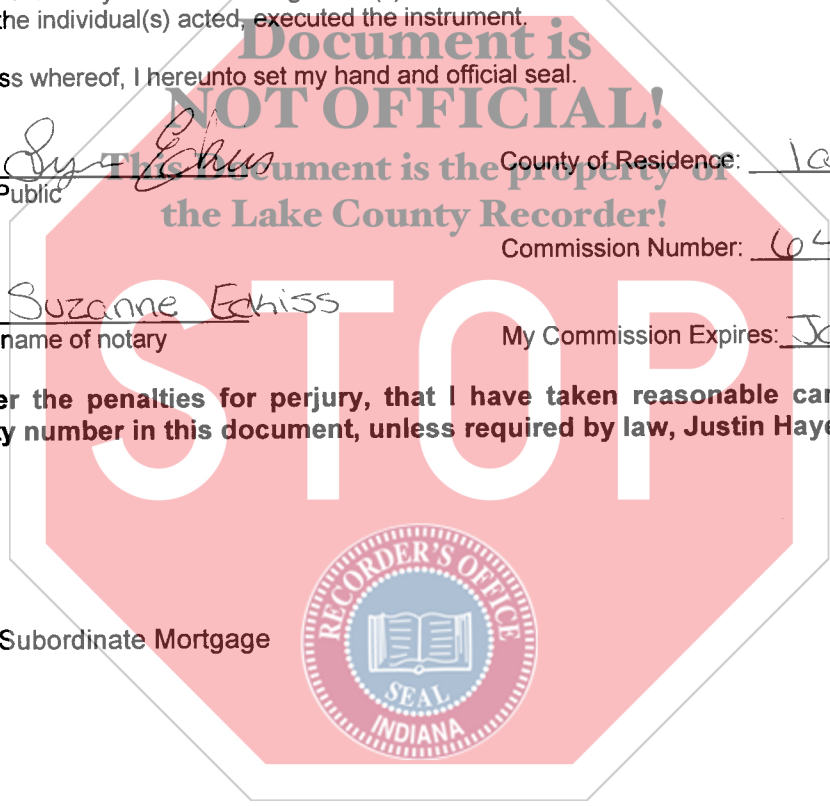 the individual(s) acted, executed the instrument.
Document is
ss whereof, I hereunto set my hand and official seal.
NOT OFFICIAL!
This Document is the property of
County of Residence:
Public
the Lake County Recorder!
Commission Number: 64
Suzanne
name of notary
My Commission Expires: Ja
STOP
er the penalties for perjury, that I have taken reasonable car
ty number in this document, unless required by law, Justin Haye
RECORDER'S OFFICE
SEAL
INDIANA
Subordinate Mortgage